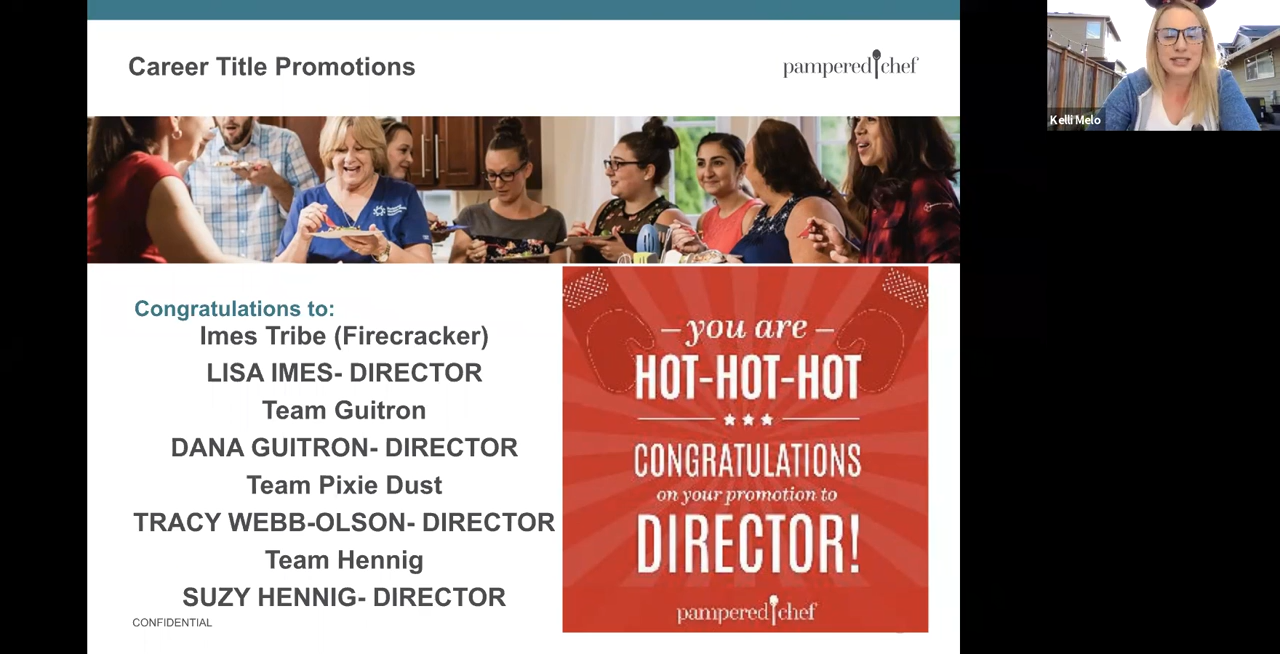 Career Title Promotions
pampered chef
Kelli Melo
Congratulations to:
Imes Tribe (Firecracker)
LISA IMES- DIRECTOR
Team Guitron
DANA GUITRON- DIRECTOR
Team Pixie Dust
TRACY WEBB-OLSON- DIRECTOR
Team Hennig
SUZY HENNIG- DIRECTOR
CONFIDENTIAL
– you are –
HOT-HOT-HOT
CONGRATULATIONS
on your promotion to
DIRECTOR!
pampered chef